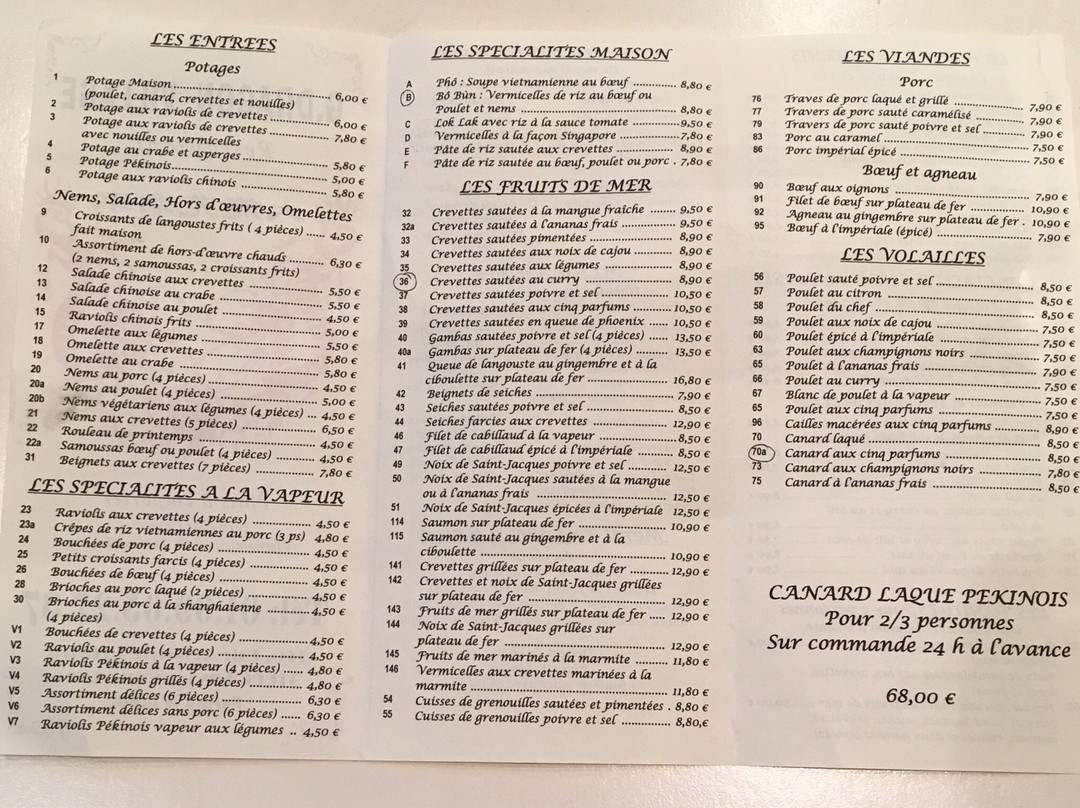 LES ENTREES
Potages
1 Potage Maison ........ 6,00 €
(poulet, canard, crevettes et nouilles)
2 Potage aux raviolis de crevettes ........ 6,00 €
3 Potage aux raviolis de crevettes ........ 7,80 €
avec nouilles ou vermicelles
4 Potage au crabe et asperges ........ 5,80 €
5 Potage Pékinois ........ 5,00 €
6 Potage aux raviolis chinois ........ 5,80 €
Nems, Salade, Hors d'œuvres, Omelettes
9 Croissants de langoustes frits ( 4 pièces) ...... 4,50 €
fait maison
10 Assortiment de hors-d'œuvre chauds ........ 6,30 €
(2 nems, 2 samoussas, 2 croissants frits)
12 Salade chinoise aux crevettes ........ 5,50 €
13 Salade chinoise au crabe ........ 5,50 €
14 Salade chinoise au poulet ........ 4,50 €
15 Raviolis chinois frits ........ 5,00 €
17 Omelette aux légumes ........ 5,50 €
18 Omelette aux crevettes ........ 5,80 €
19 Omelette au crabe ........ 5,80 €
20 Nems au porc (4 pièces) ........ 4,50 €
20a Nems au poulet (4 pièces) ........ 5,00 €
20b Nems végétariens aux légumes (4 pièces) ... 4,50 €
21 Nems aux crevettes (5 pièces) ........ 6,50 €
22 Rouleau de printemps ........ 4,50 €
22a Samoussas bœuf ou poulet (4 pièces) ........ 4,50 €
31 Beignets aux crevettes (7 pièces) ........ 7,80 €
LES SPECIALITES A LA VAPEUR
23 Raviolis aux crevettes (4 pièces) ........ 4,50 €
23a Crêpes de riz vietnamiennes au porc (3 ps) 4,80 €
24 Bouchées de porc (4 pièces) ........ 4,50 €
25 Petits croissants farcis (4 pièces) ........ 4,50 €
26 Bouchées de bœuf (4 pièces) ........ 4,50 €
28 Brioches au porc laqué (2 pièces) ........ 4,50 €
30 Brioches au porc à la shanghaienne ........ 4,50 €
(4 pièces)
V1 Bouchées de crevettes (4 pièces) ........ 4,50 €
V2 Raviolis au poulet (4 pièces) ........ 4,50 €
V3 Raviolis Pékinois à la vapeur (4 pièces) ........ 4,80 €
V4 Raviolis Pékinois grillés (4 pièces) ........ 4,80 €
V5 Assortiment délices (6 pièces) ........ 6,30 €
V6 Assortiment délices sans porc (6 pièces) ..... 6,30 €
V7 Raviolis Pékinois vapeur aux légumes .. 4,50 €
LES SPECIALITES MAISON
A Phô : Soupe vietnamienne au bœuf ........ 8,80 €
B Bó Bùn : Vermicelles de riz au bœuf ou
Poulet et nems ........ 8,80 €
C Lok Lak avec riz à la sauce tomate ........ 9,50 €
D Vermicelles à la façon Singapore ........ 7,80 €
E Pâte de riz sautée aux crevettes ........ 8,90 €
F Pâte de riz sautée au bœuf, poulet ou porc . 7,80 €
LES FRUITS DE MER
32 Crevettes sautées à la mangue fraîche ........ 9,50 €
32a Crevettes sautées à l'ananas frais ........ 9,50 €
33 Crevettes sautées pimentées ........ 8,90 €
34 Crevettes sautées aux noix de cajou ........ 8,90 €
35 Crevettes sautées aux légumes ........ 8,90 €
36 Crevettes sautées au curry ........ 8,90 €
37 Crevettes sautées poivre et sel ........ 10,50 €
38 Crevettes sautées aux cinq parfums ........ 10,50 €
39 Crevettes sautées en queue de phoenix ..... 10,50 €
40 Gambas sautées poivre et sel (4 pièces) ...... 13,50 €
40a Gambas sur plateau de fer (4 pièces) ........ 13,50 €
41 Queue de langouste au gingembre et à la
ciboulette sur plateau de fer ........ 16,80 €
42 Beignets de seiches ........ 7,90 €
43 Seiches sautées poivre et sel ........ 8,50 €
44 Seiches farcies aux crevettes ........ 12,90 €
46 Filet de cabillaud à la vapeur ........ 8,50 €
47 Filet de cabillaud épicé à l'impériale ........ 8,50 €
49 Noix de Saint-Jacques poivre et sel ........ 12,50 €
50 Noix de Saint-Jacques sautées à la mangue
ou à l'ananas frais ........ 12,50 €
51 Noix de Saint-Jacques épicées à l'impériale 12,50 €
114 Saumon sur plateau de fer ........ 10,90 €
115 Saumon sauté au gingembre et à la
ciboulette ........ 10,90 €
141 Crevettes grillées sur plateau de fer ........ 12,90 €
142 Crevettes et noix de Saint-Jacques grillées
sur plateau de fer ........ 12,90 €
143 Fruits de mer grillés sur plateau de fer ..... 12,90 €
144 Noix de Saint-Jacques grillées sur
plateau de fer ........ 12,90 €
145 Fruits de mer marinés à la marmite ........ 11,80 €
146 Vermicelles aux crevettes marinées à la
marmite ........ 11,80 €
54 Cuisses de grenouilles sautées et pimentées . 8,80 €
55 Cuisses de grenouilles poivre et sel ........ 8,80,€
LES VIANDES
Porc
76 Traves de porc laqué et grillé ........ 7,90 €
77 Travers de porc sauté caramélisé ........ 7,90 €
79 Travers de porc sauté poivre et sel ........ 7,90 €
83 Porc au caramel ........ 7,50 €
86 Porc impérial épicé ........ 7,50 €
Bœuf et agneau
90 Bœuf aux oignons ........ 7,90 €
91 Filet de bœuf sur plateau de fer ........ 10,90 €
92 Agneau au gingembre sur plateau de fer . 10,90 €
95 Bœuf à l'impériale (épicé) ........ 7,90 €
LES VOLAILLES
56 Poulet sauté poivre et sel ........ 8,50 €
57 Poulet au citron ........ 8,50 €
58 Poulet du chef ........ 8,50 €
59 Poulet aux noix de cajou ........ 7,50 €
60 Poulet épicé à l'impériale ........ 7,50 €
63 Poulet aux champignons noirs ........ 7,50 €
65 Poulet à l'ananas frais ........ 7,90 €
66 Poulet au curry ........ 7,50 €
67 Blanc de poulet à la vapeur ........ 7,50 €
65 Poulet aux cinq parfums ........ 7,50 €
96 Cailles macérées aux cinq parfums ........ 8,90 €
70 Canard laqué ........ 8,50 €
70a Canard aux cinq parfums ........ 8,50 €
73 Canard aux champignons noirs ........ 7,80 €
75 Canard à l'ananas frais ........ 8,50 €
CANARD LAQUE PEKINOIS
Pour 2/3 personnes
Sur commande 24 h à l'avance
68,00 €